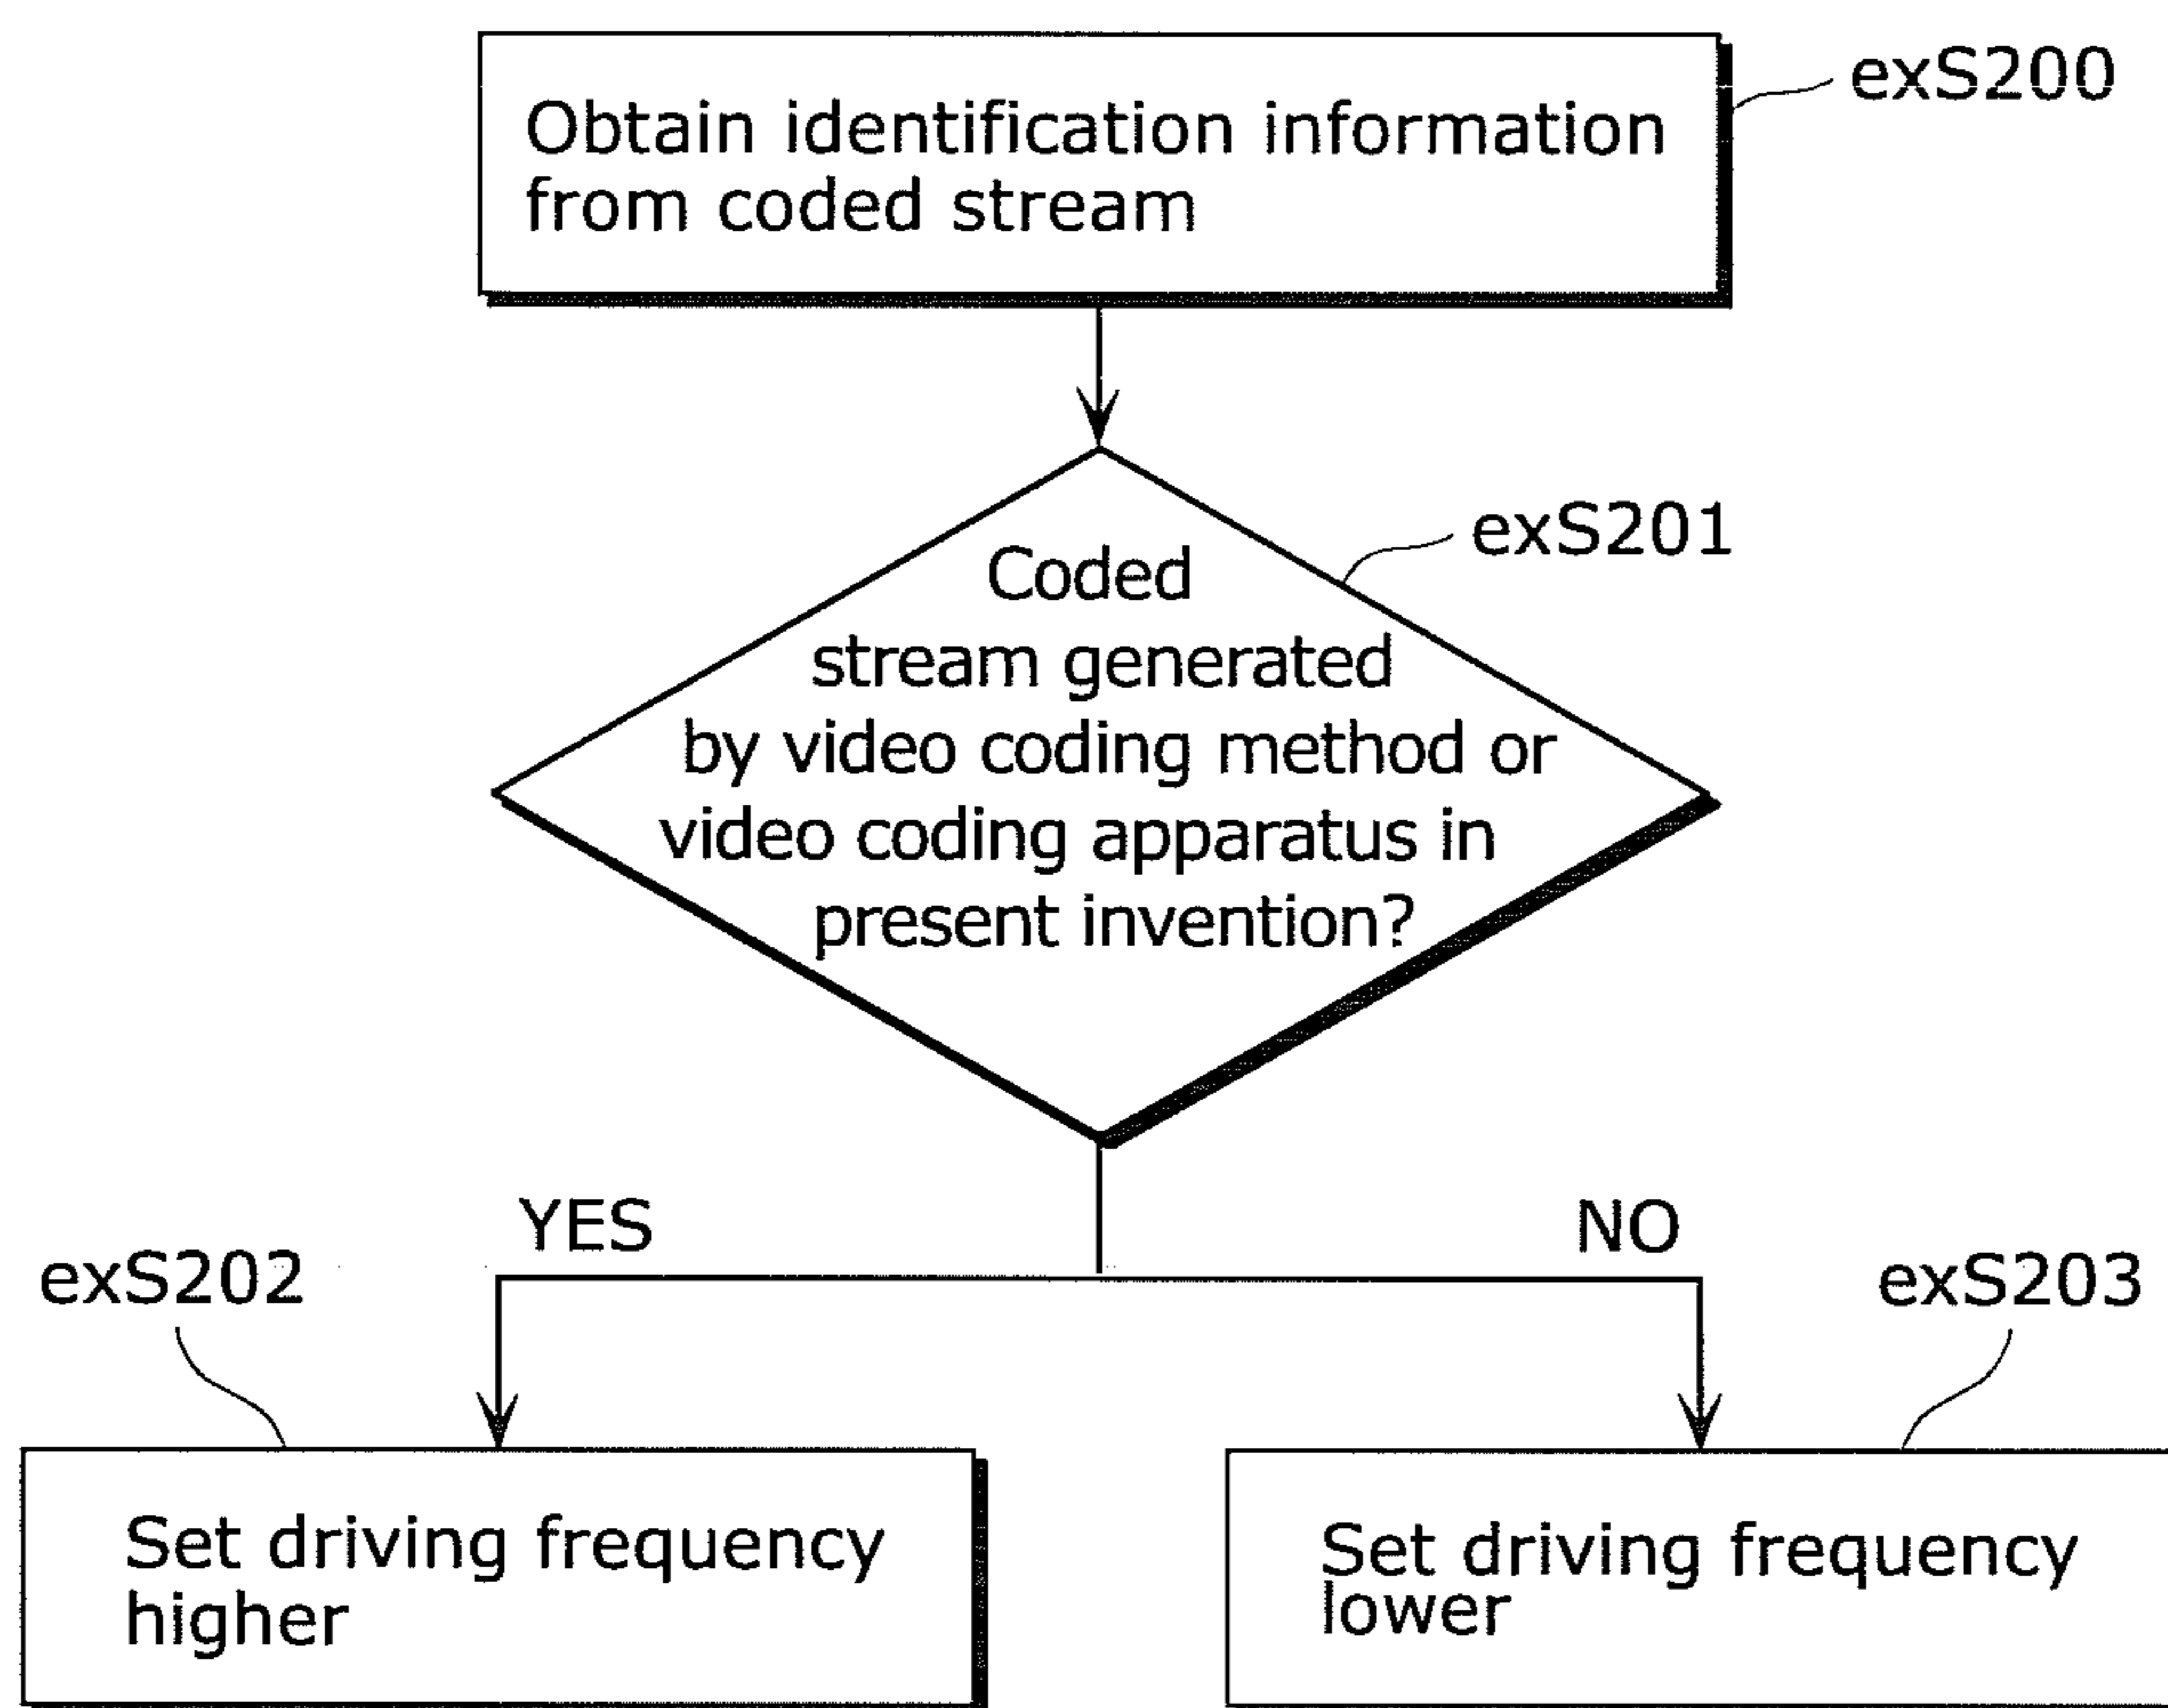 exS200
Obtain identification information
from coded stream
exS201
Coded
stream generated
by video coding method or
video coding apparatus in
present invention?
YES
NO
exS202
exS203
Set driving frequency
higher
Set driving frequency
lower